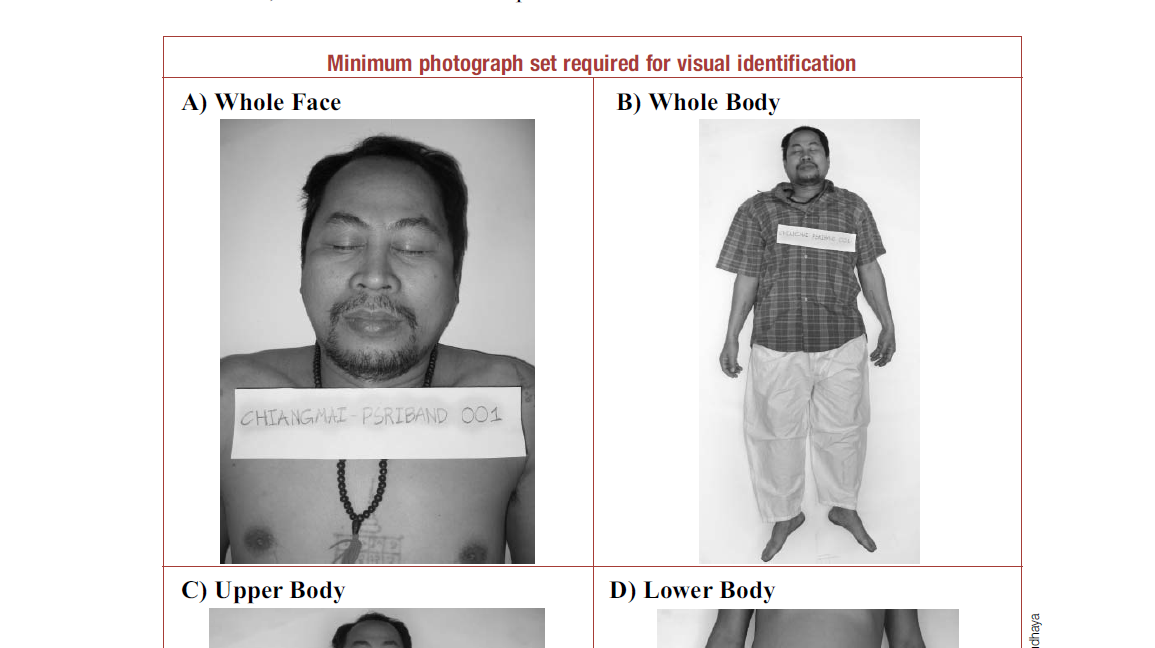 Minimum photograph set required for visual identification
A) Whole Face
B) Whole Body
CHIANGMAI-PSRIBAND 001
C) Upper Body
D) Lower Body